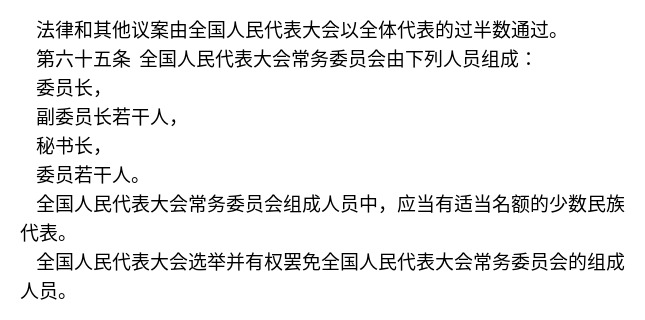 法律和其他议案由全国人民代表大会以全体代表的过半数通过。
第六十五条 全国人民代表大会常务委员会由下列人员组成：
委员长，
副委员长若干人，
秘书长，
委员若干人。
全国人民代表大会常务委员会组成人员中，应当有适当名额的少数民族
代表。
全国人民代表大会选举并有权罢免全国人民代表大会常务委员会的组成
人员。